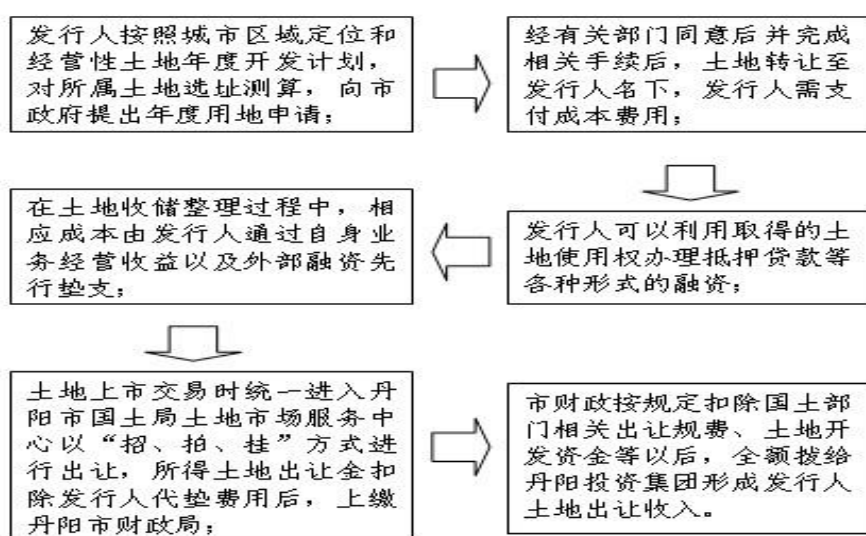 发行人按照城市区域定位和
经营性土地年度开发计划，
对所属土地选址测算，向市
政府提出年度用地申请；
经有关部门同意后并完成
相关手续后，土地转让至
发行人名下，发行人需支
付成本费用；
发行人可以利用取得的土
地使用权办理抵押贷款等
各种形式的融资；
在土地收储整理过程中，相
应成本由发行人通过自身业
务经营收益以及外部融资先
行垫支；
土地上市交易时统一进入丹
阳市国土局土地市场服务中
心以“招、拍、挂”方式进
行出让，所得土地出让金扣
除发行人代垫费用后，上缴
丹阳市财政局；
市财政按规定扣除国土部
门相关出让规费、土地开
发资金等以后，全额拨给
丹阳投资集团形成发行人
土地出让收入。